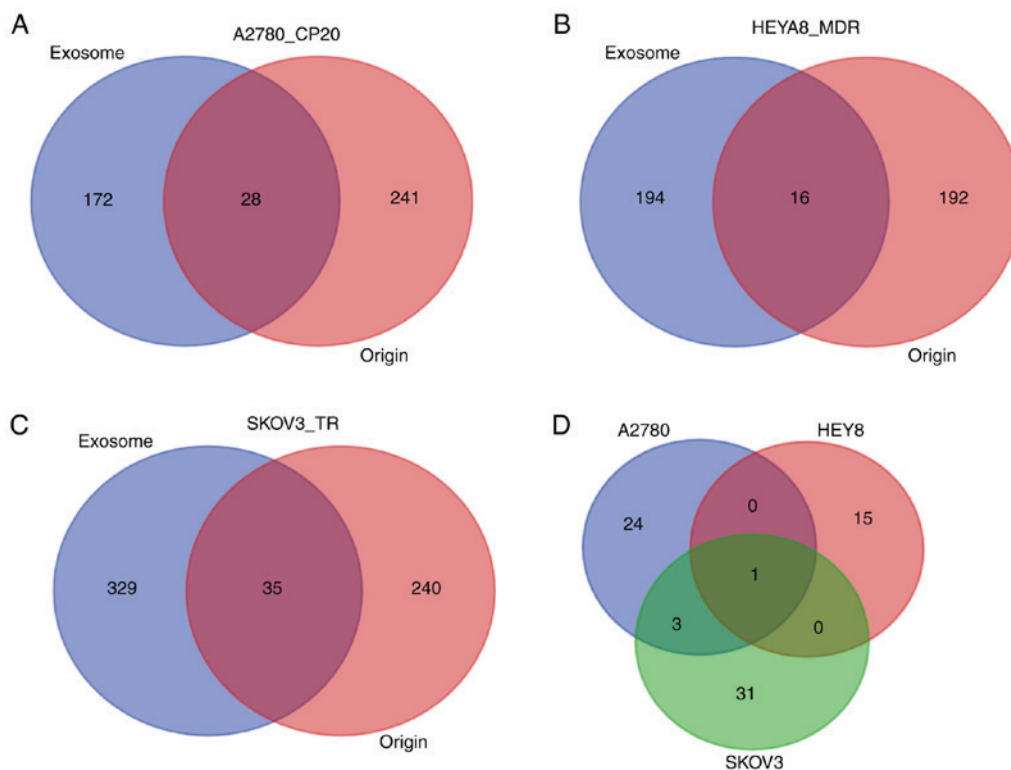 A
A2780_CP20
Exosome
172
28
241
Origin
B
HEYA8_MDR
Exosome
194
16
192
Origin
C
SKOV3_TR
Exosome
329
35
240
Origin
D
A2780
HEY8
0
24
15
1
3
0
31
SKOV3